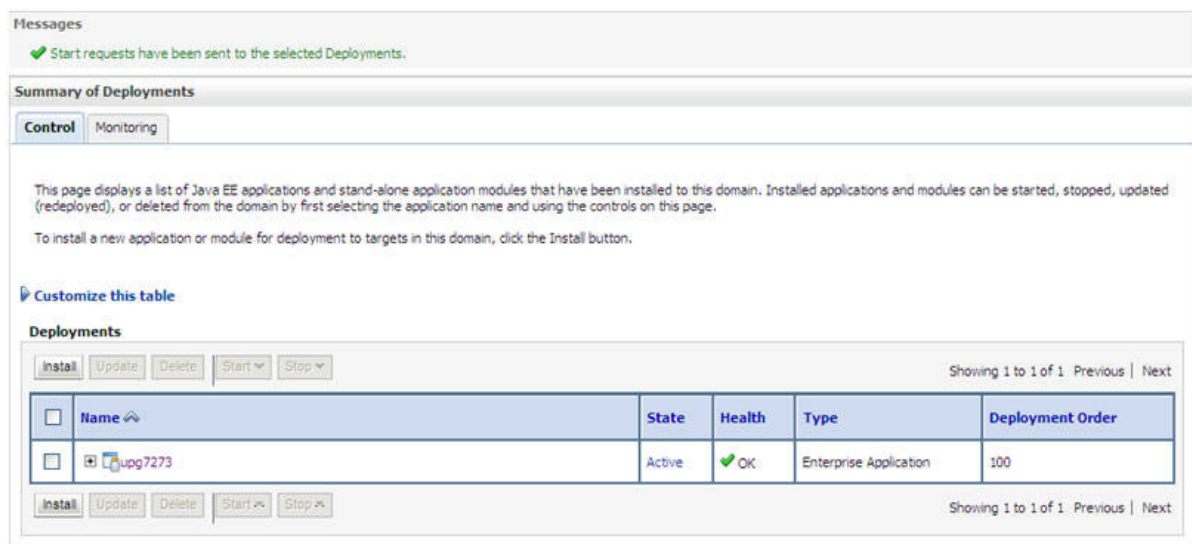 Messages
Start requests have been sent to the selected Deployments.
Summary of Deployments
Control Monitoring
This page displays a list of Java EE applications and stand-alone application modules that have been installed to this domain. Installed applications and modules can be started, stopped, updated
(redeployed), or deleted from the domain by first selecting the application name and using the controls on this page.
To install a new application or module for deployment to targets in this domain, click the Install button.
Customize this table
Deployments
Install Update Delete Start Stop Showing 1 to 1 of 1 Previous | Next
Name State Health Type Deployment Order
upg7273 Active OK Enterprise Application 100
Install Update Delete Start Stop Showing 1 to 1 of 1 Previous | Next